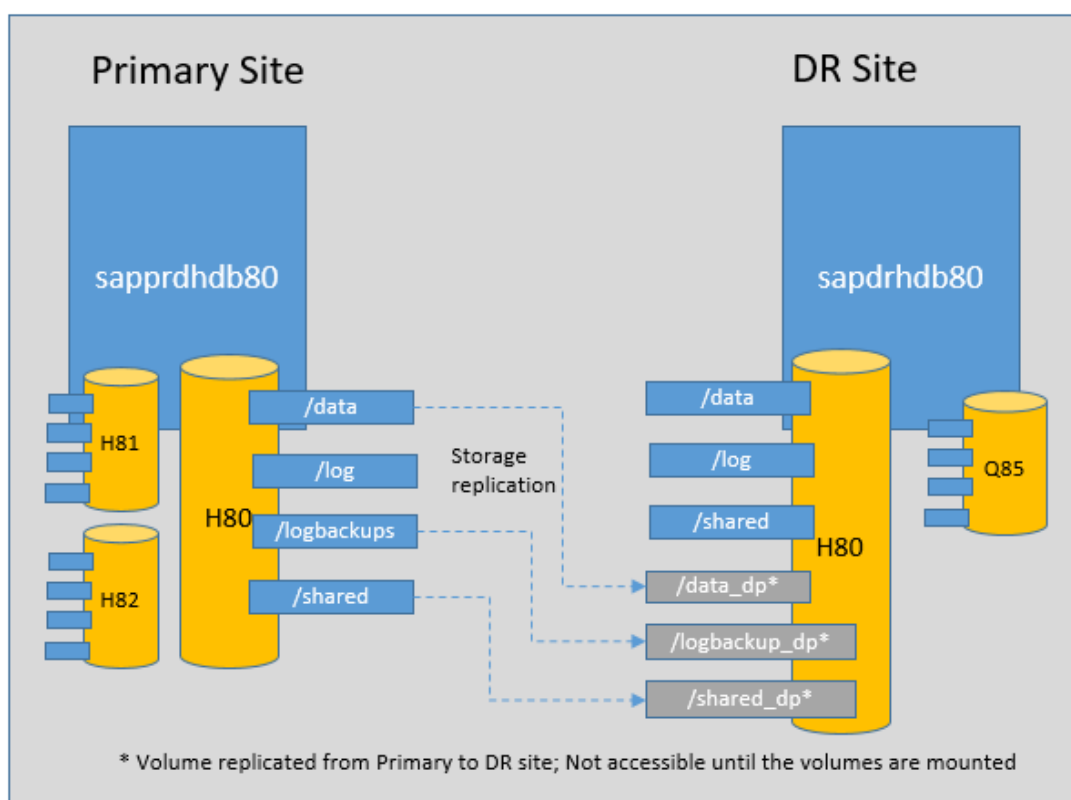 Primary Site
DR Site
sapprdhdb80
sapdrhdb80
H81
H82
H80
/data
/log
/logbackups
/shared
Storage
replication
/data
/log
/shared
H80
/data_dp*
/logbackup_dp*
/shared_dp*
Q85
* Volume replicated from Primary to DR site; Not accessible until the volumes are mounted